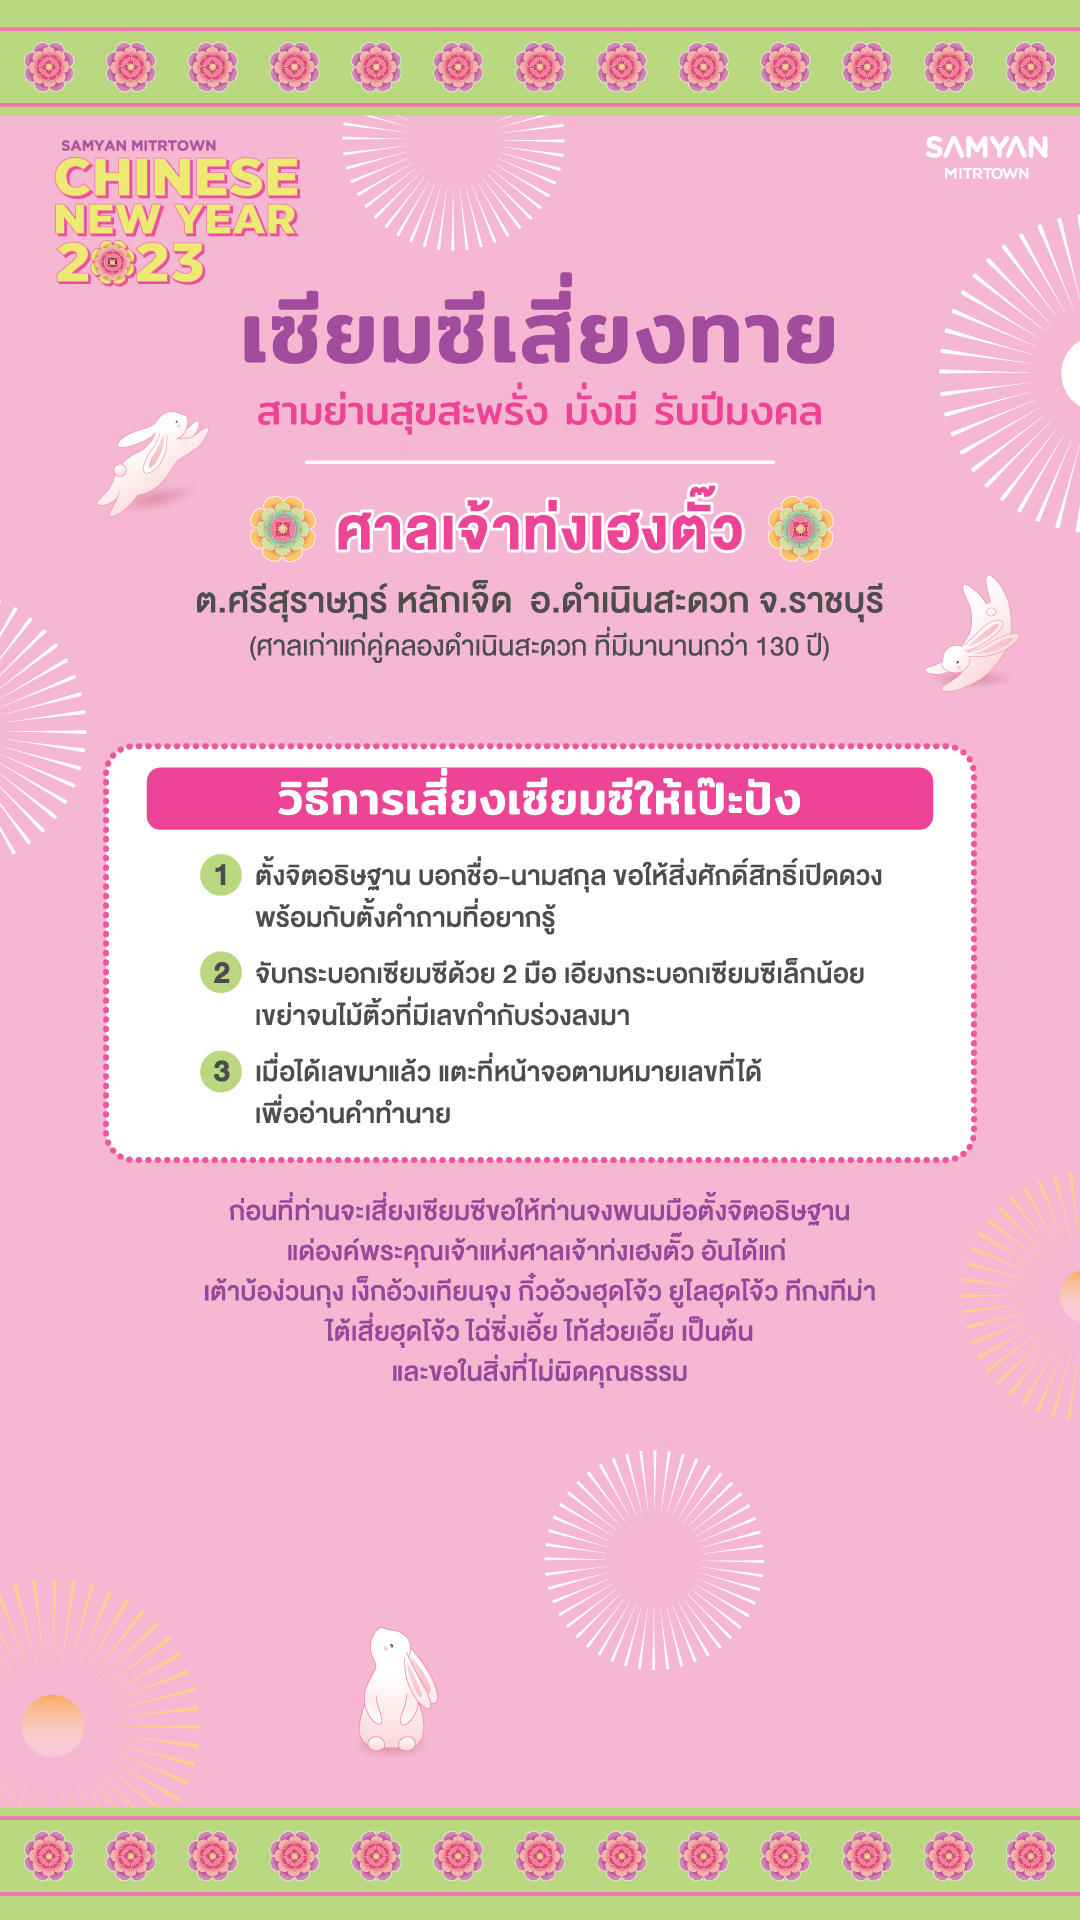 SAMYAN MITRTOWN
CHINESE
NEW YEAR
2023
SAMYAN
MITRTOWN
เซียมซีเสี่ยงทาย
สามย่านสุขสะพรั่ง มั่งมี รับปีมงคล
ศาลเจ้าท่งเฮงตั๊ว
ต.ศรีสุราษฎร์ หลักเจ็ด อ.ดำเนินสะดวก จ.ราชบุรี
(ศาลเก่าแก่คู่คลองดำเนินสะดวก ที่มีมานานกว่า 130 ปี)
วิธีการเสี่ยงเซียมซีให้เป๊ะปัง
1 ตั้งจิตอธิษฐาน บอกชื่อ-นามสกุล ขอให้สิ่งศักดิ์สิทธิ์เปิดดวง
พร้อมกับตั้งคำถามที่อยากรู้
2 จับกระบอกเซียมซีด้วย 2 มือ เอียงกระบอกเซียมซีเล็กน้อย
เขย่าจนไม้ติ้วที่มีเลขกำกับร่วงลงมา
3 เมื่อได้เลขมาแล้ว แตะที่หน้าจอตามหมายเลขที่ได้
เพื่ออ่านคำทำนาย
ก่อนที่ท่านจะเสี่ยงเซียมซีขอให้ท่านจงพนมมือตั้งจิตอธิษฐาน
แด่องค์พระคุณเจ้าแห่งศาลเจ้าท่งเฮงตั๊ว อันได้แก่
เต้าบ้อง่วนกุง เง็กอ้วงเทียนจุง กิ๋วอ้วงฮุดโจ้ว ยูไลฮุดโจ้ว ทีกงทีม่า
ไต้เสี่ยฮุดโจ้ว ไฉ่ซิ่งเอี้ย ไท้ส่วยเอี๊ย เป็นต้น
และขอในสิ่งที่ไม่ผิดคุณธรรม